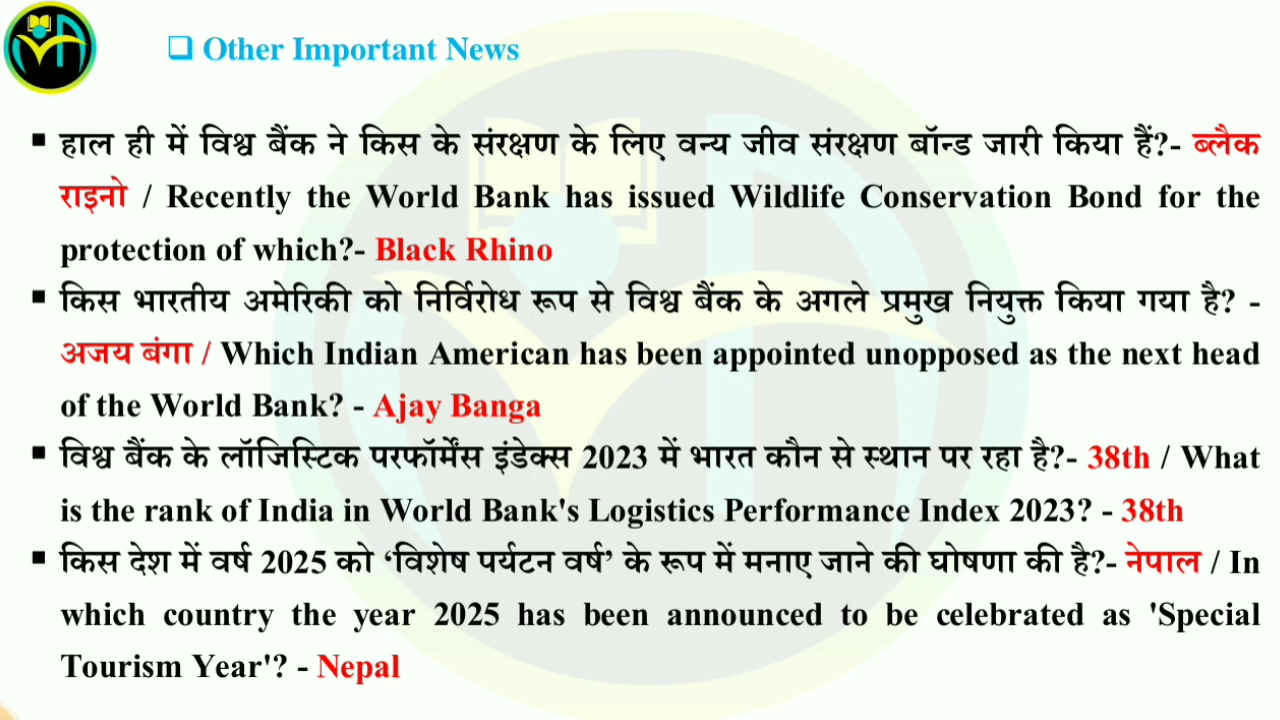 ❑ Other Important News
▪ हाल ही में विश्व बैंक ने किस के संरक्षण के लिए वन्य जीव संरक्षण बॉन्ड जारी किया हैं?- ब्लैक
राइनो / Recently the World Bank has issued Wildlife Conservation Bond for the
protection of which?- Black Rhino
▪ किस भारतीय अमेरिकी को निर्विरोध रूप से विश्व बैंक के अगले प्रमुख नियुक्त किया गया है? -
अजय बंगा / Which Indian American has been appointed unopposed as the next head
of the World Bank? - Ajay Banga
▪ विश्व बैंक के लॉजिस्टिक परफॉर्मेंस इंडेक्स 2023 में भारत कौन से स्थान पर रहा है?- 38th / What
is the rank of India in World Bank's Logistics Performance Index 2023? - 38th
▪ किस देश में वर्ष 2025 को ‘विशेष पर्यटन वर्ष’ के रूप में मनाए जाने की घोषणा की है?- नेपाल / In
which country the year 2025 has been announced to be celebrated as 'Special
Tourism Year'? - Nepal